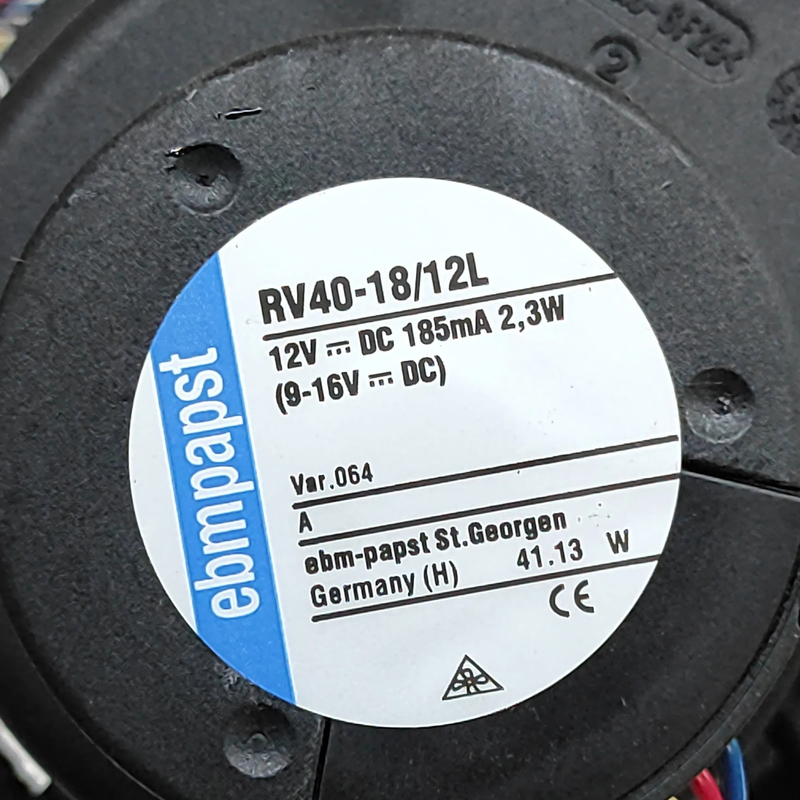 2
RV40-18/12L
12V ⎓ DC 185mA 2,3W
(9-16V ⎓ DC)
Var.064
A
ebm-papst St.Georgen
Germany (H) 41.13 W
CE
ebmpapst